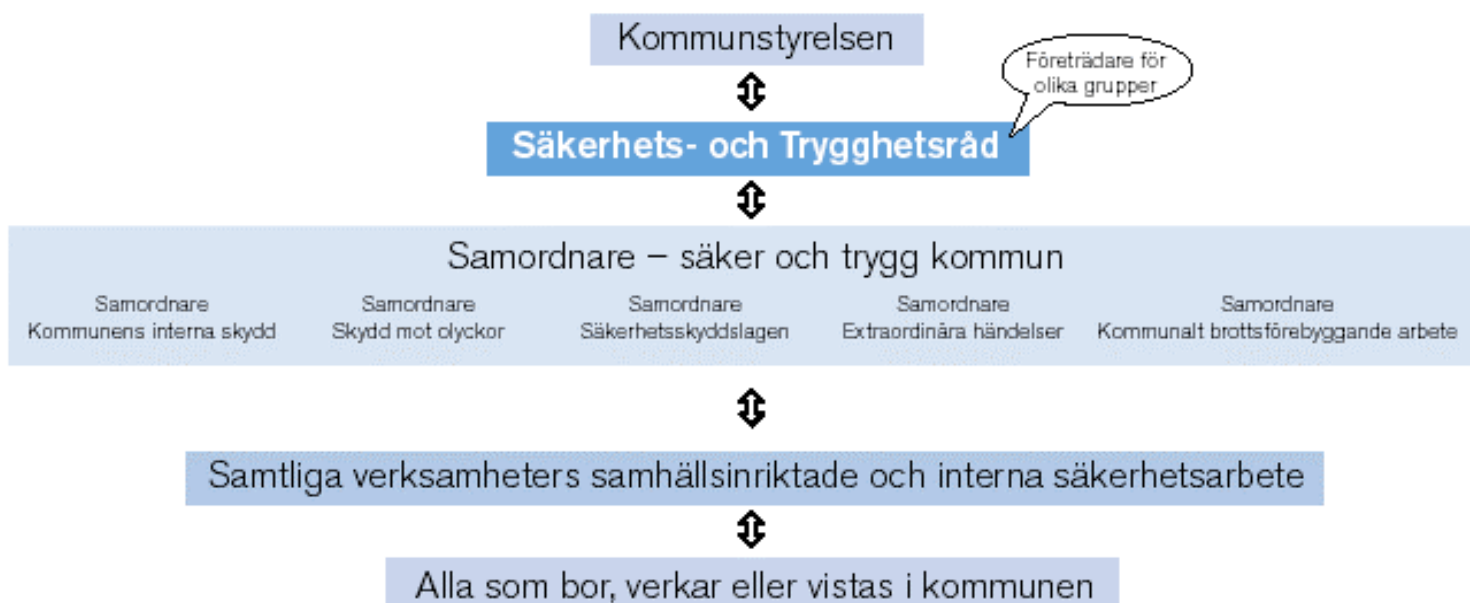 Kommunstyrelsen
Företrädare för
olika grupper
Säkerhets- och Trygghetsråd
Samordnare – säker och trygg kommun
Samordnare
Kommunens interna skydd
Samordnare
Skydd mot olyckor
Samordnare
Säkerhetsskyddslagen
Samordnare
Extraordinära händelser
Samordnare
Kommunalt brottsförebyggande arbete
Samtliga verksamheters samhällsinriktade och interna säkerhetsarbete
Alla som bor, verkar eller vistas i kommunen